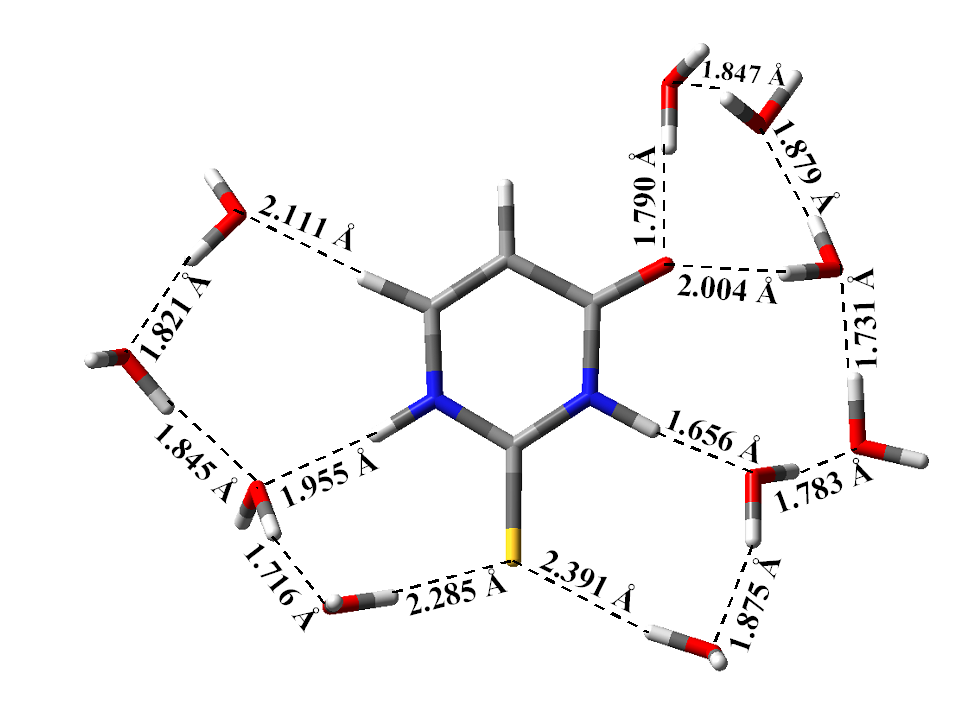 1.847 Å
1.879 Å
1.790 Å
2.111 Å
2.004 Å
1.821 Å
1.731 Å
1.845 Å
1.955 Å
1.656 Å
1.783 Å
1.716 Å
2.285 Å
2.391 Å
1.875 Å